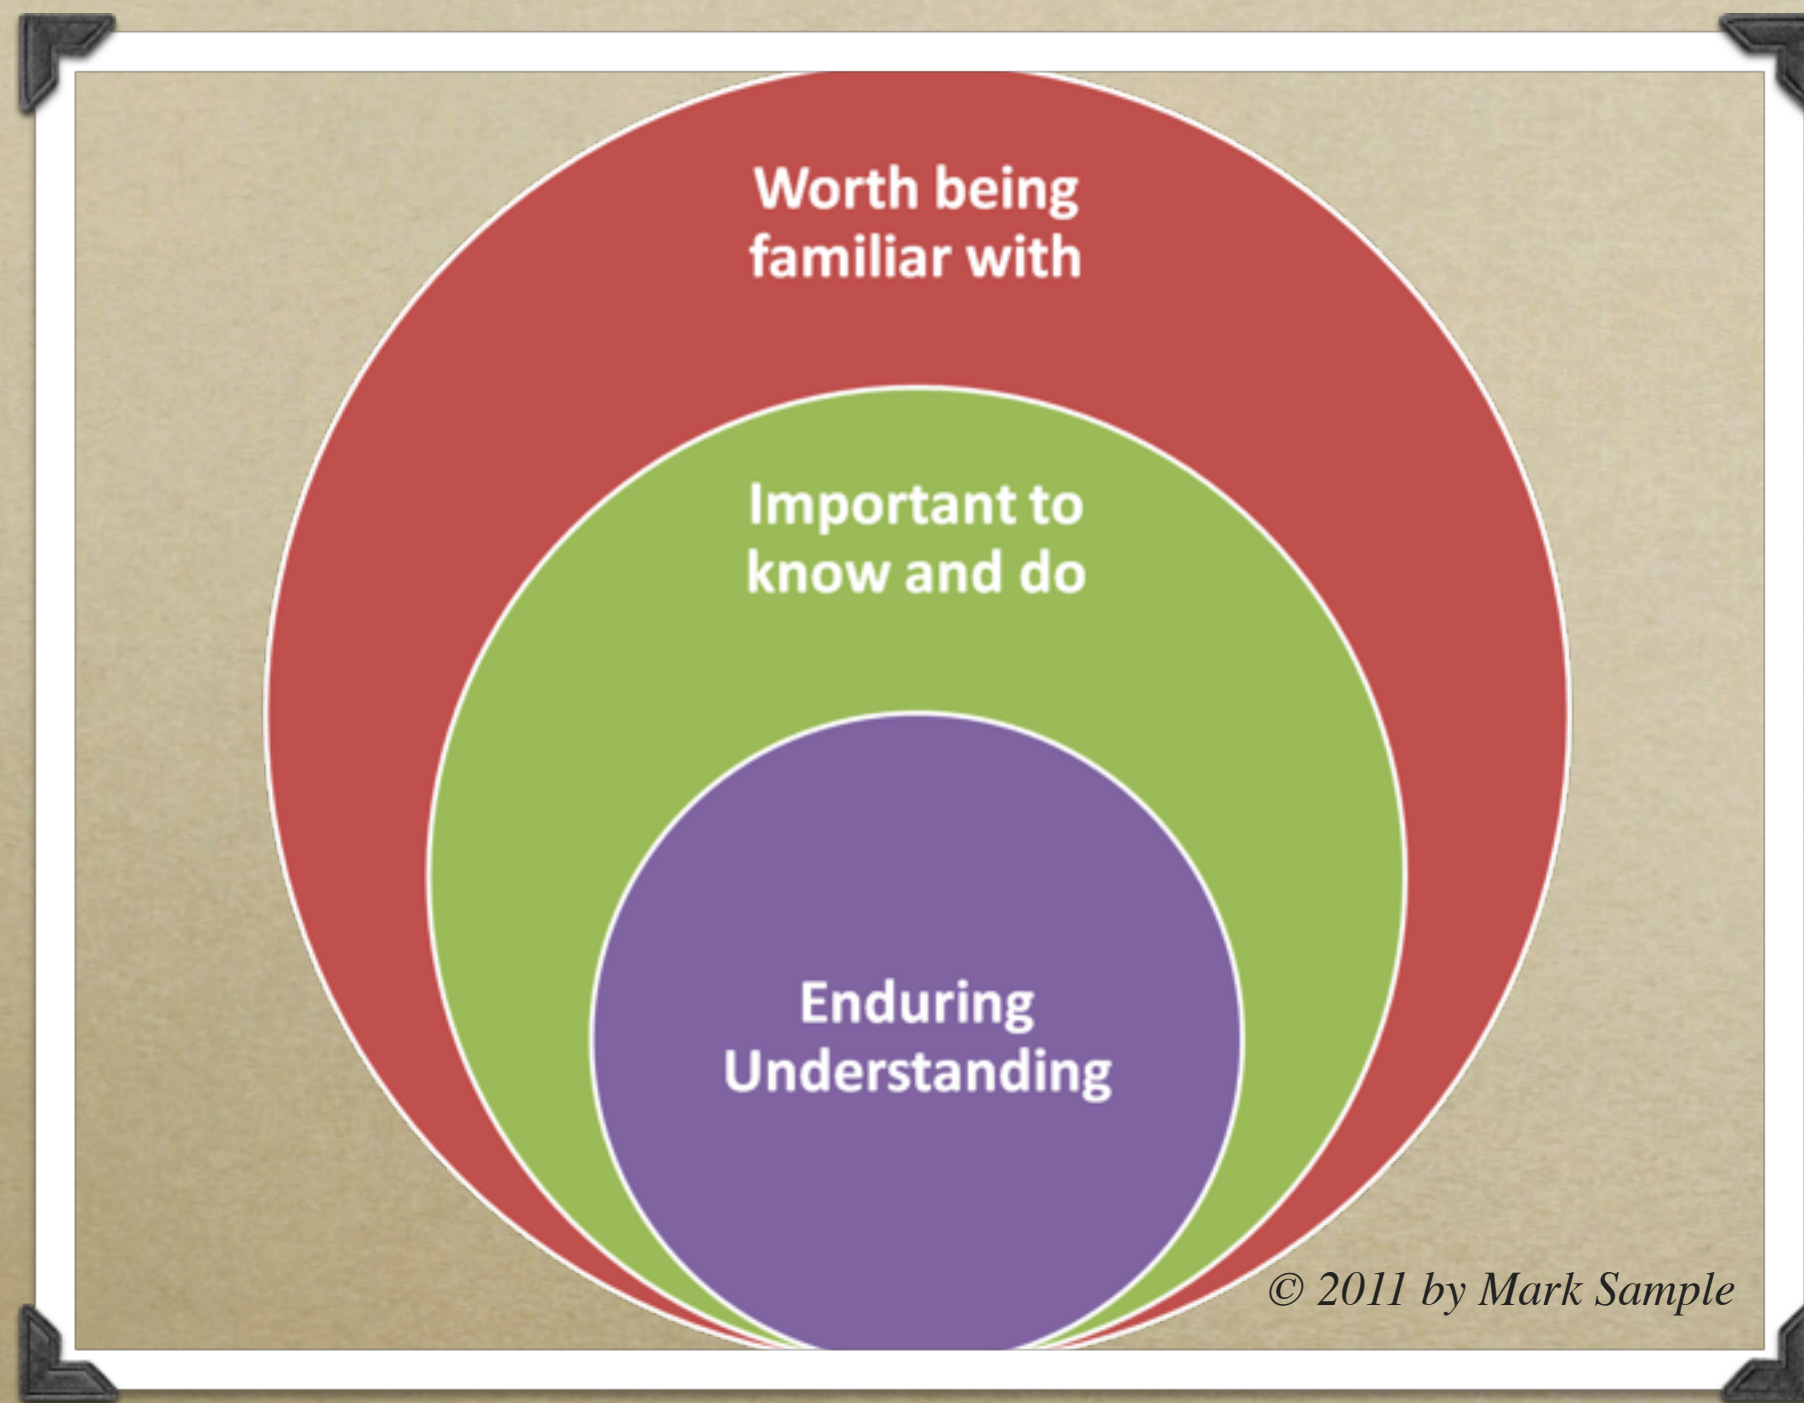 Worth being
familiar with
Important to
know and do
Enduring
Understanding
© 2011 by Mark Sample